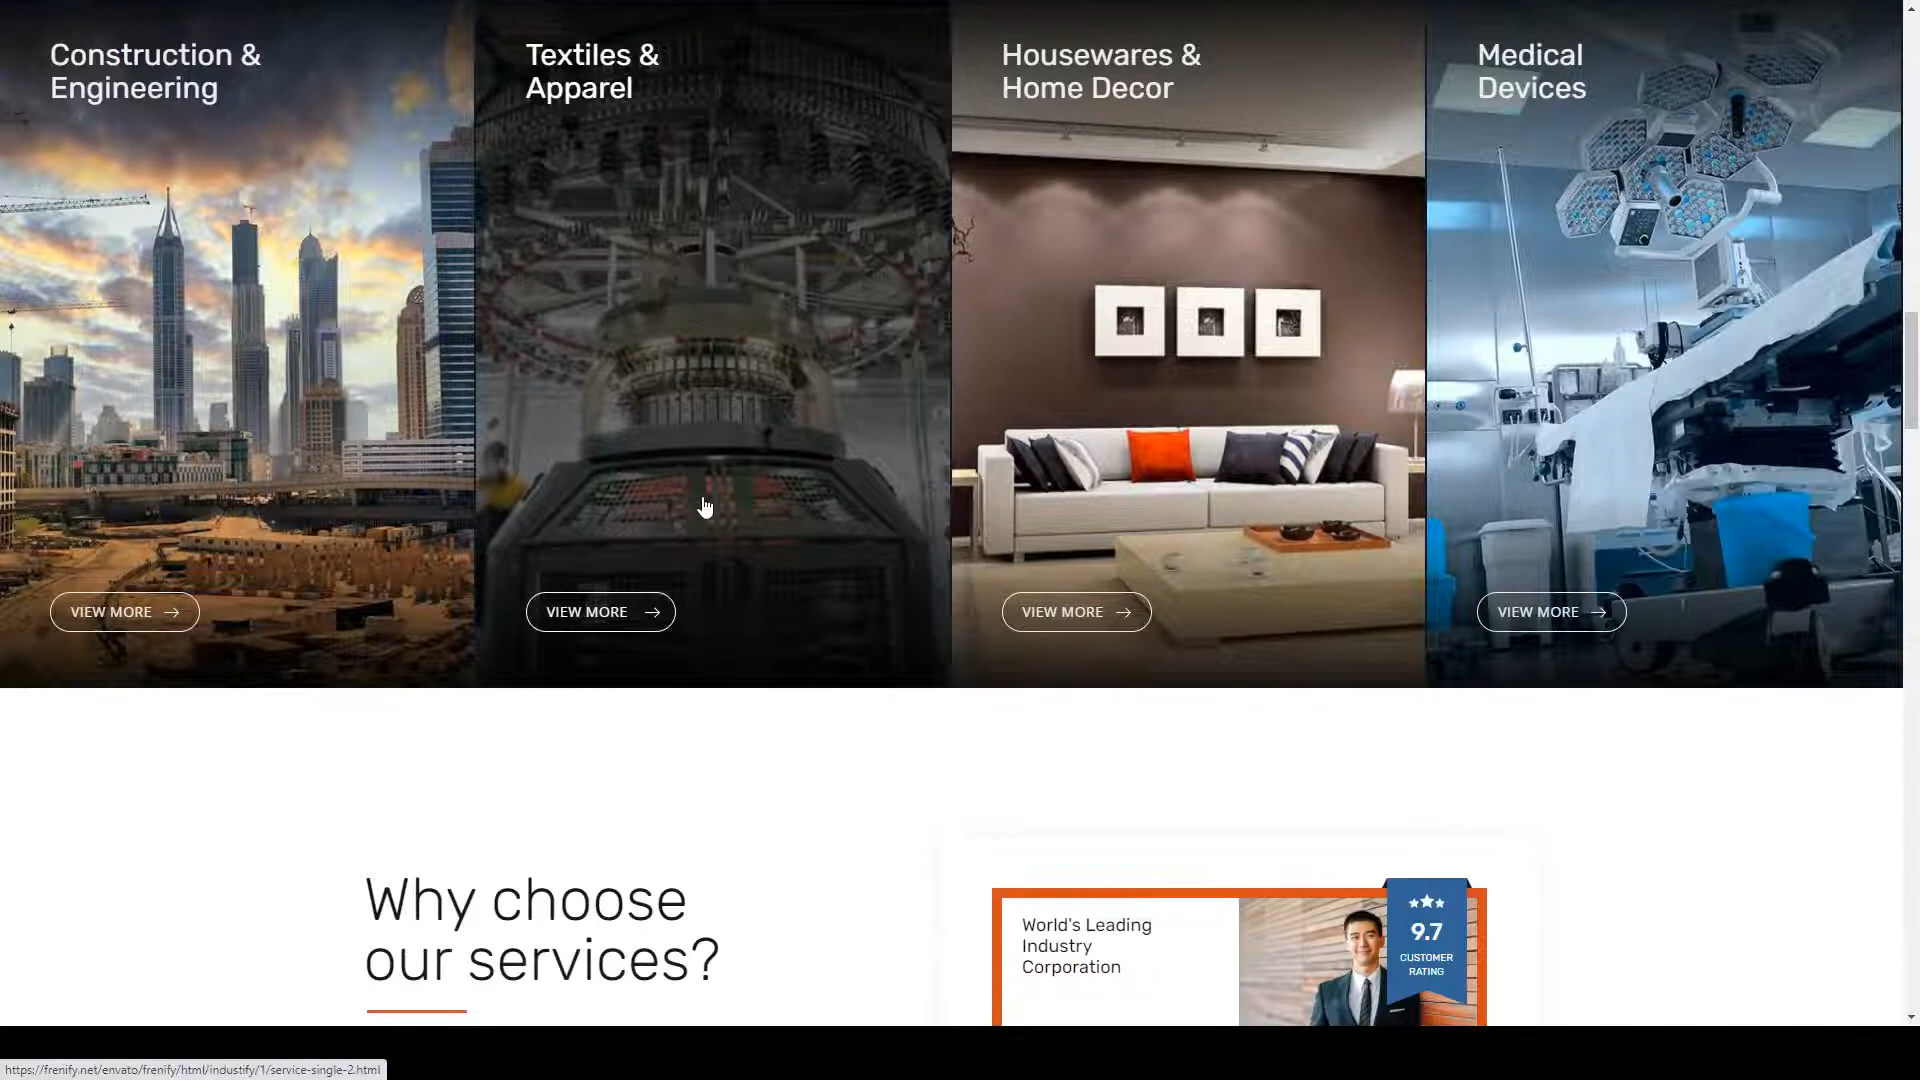 Construction &
Engineering
VIEW MORE
Textiles &
Apparel
VIEW MORE
Housewares &
Home Decor
VIEW MORE
Medical
Devices
VIEW MORE
Why choose
our services?
World's Leading
Industry
Corporation
9.7
CUSTOMER
RATING
https://frenify.net/envato/frenify/html/industify/1/service-single-2.html